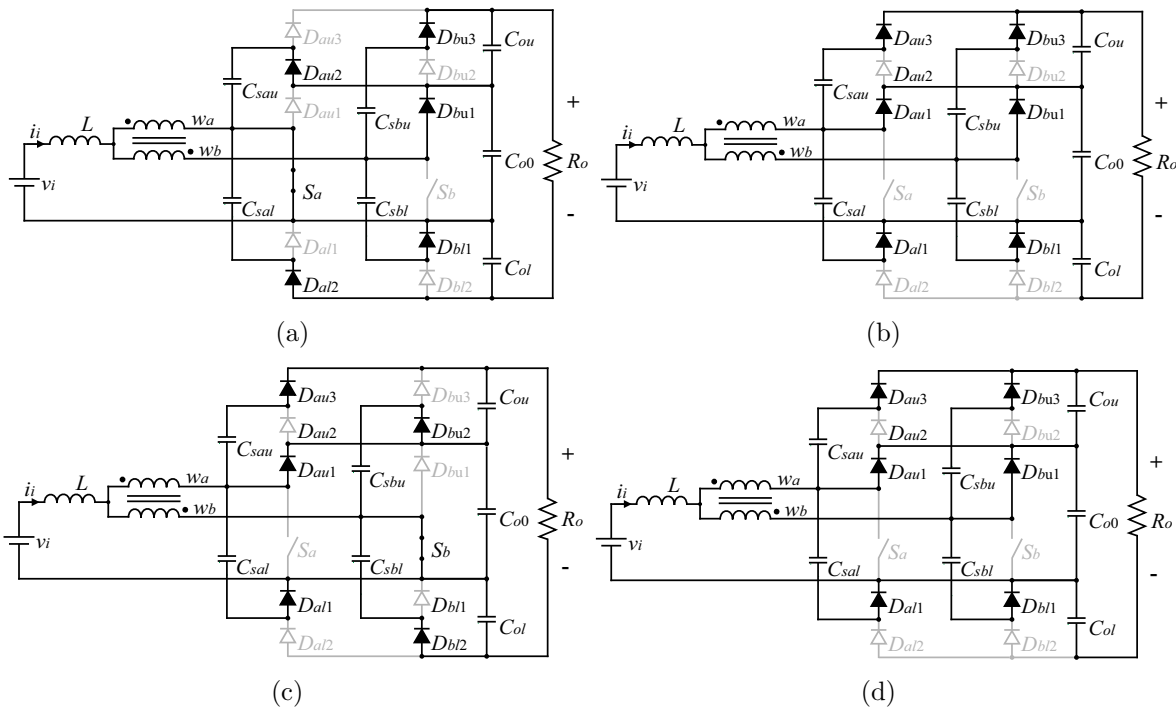 Dau3
Dbu3
Cou
Dau2
Dbu2
Csau
Dau1
Csbu
Dbu1
+
ii
L
wa
wb
Co0
Ro
vi
Sa
Sb
-
Csal
Csbl
Dal1
Dbl1
Col
Dal2
Dbl2
(a)
Dau3
Dbu3
Cou
Dau2
Dbu2
Csau
Dau1
Csbu
Dbu1
+
ii
L
wa
wb
Co0
Ro
vi
Sa
Sb
-
Csal
Csbl
Dal1
Dbl1
Col
Dal2
Dbl2
(b)
Dau3
Dbu3
Cou
Dau2
Dbu2
Csau
Dau1
Csbu
Dbu1
+
ii
L
wa
wb
Co0
Ro
vi
Sa
Sb
-
Csal
Csbl
Dal1
Dbl1
Col
Dal2
Dbl2
(c)
Dau3
Dbu3
Cou
Dau2
Dbu2
Csau
Dau1
Csbu
Dbu1
+
ii
L
wa
wb
Co0
Ro
vi
Sa
Sb
-
Csal
Csbl
Dal1
Dbl1
Col
Dal2
Dbl2
(d)